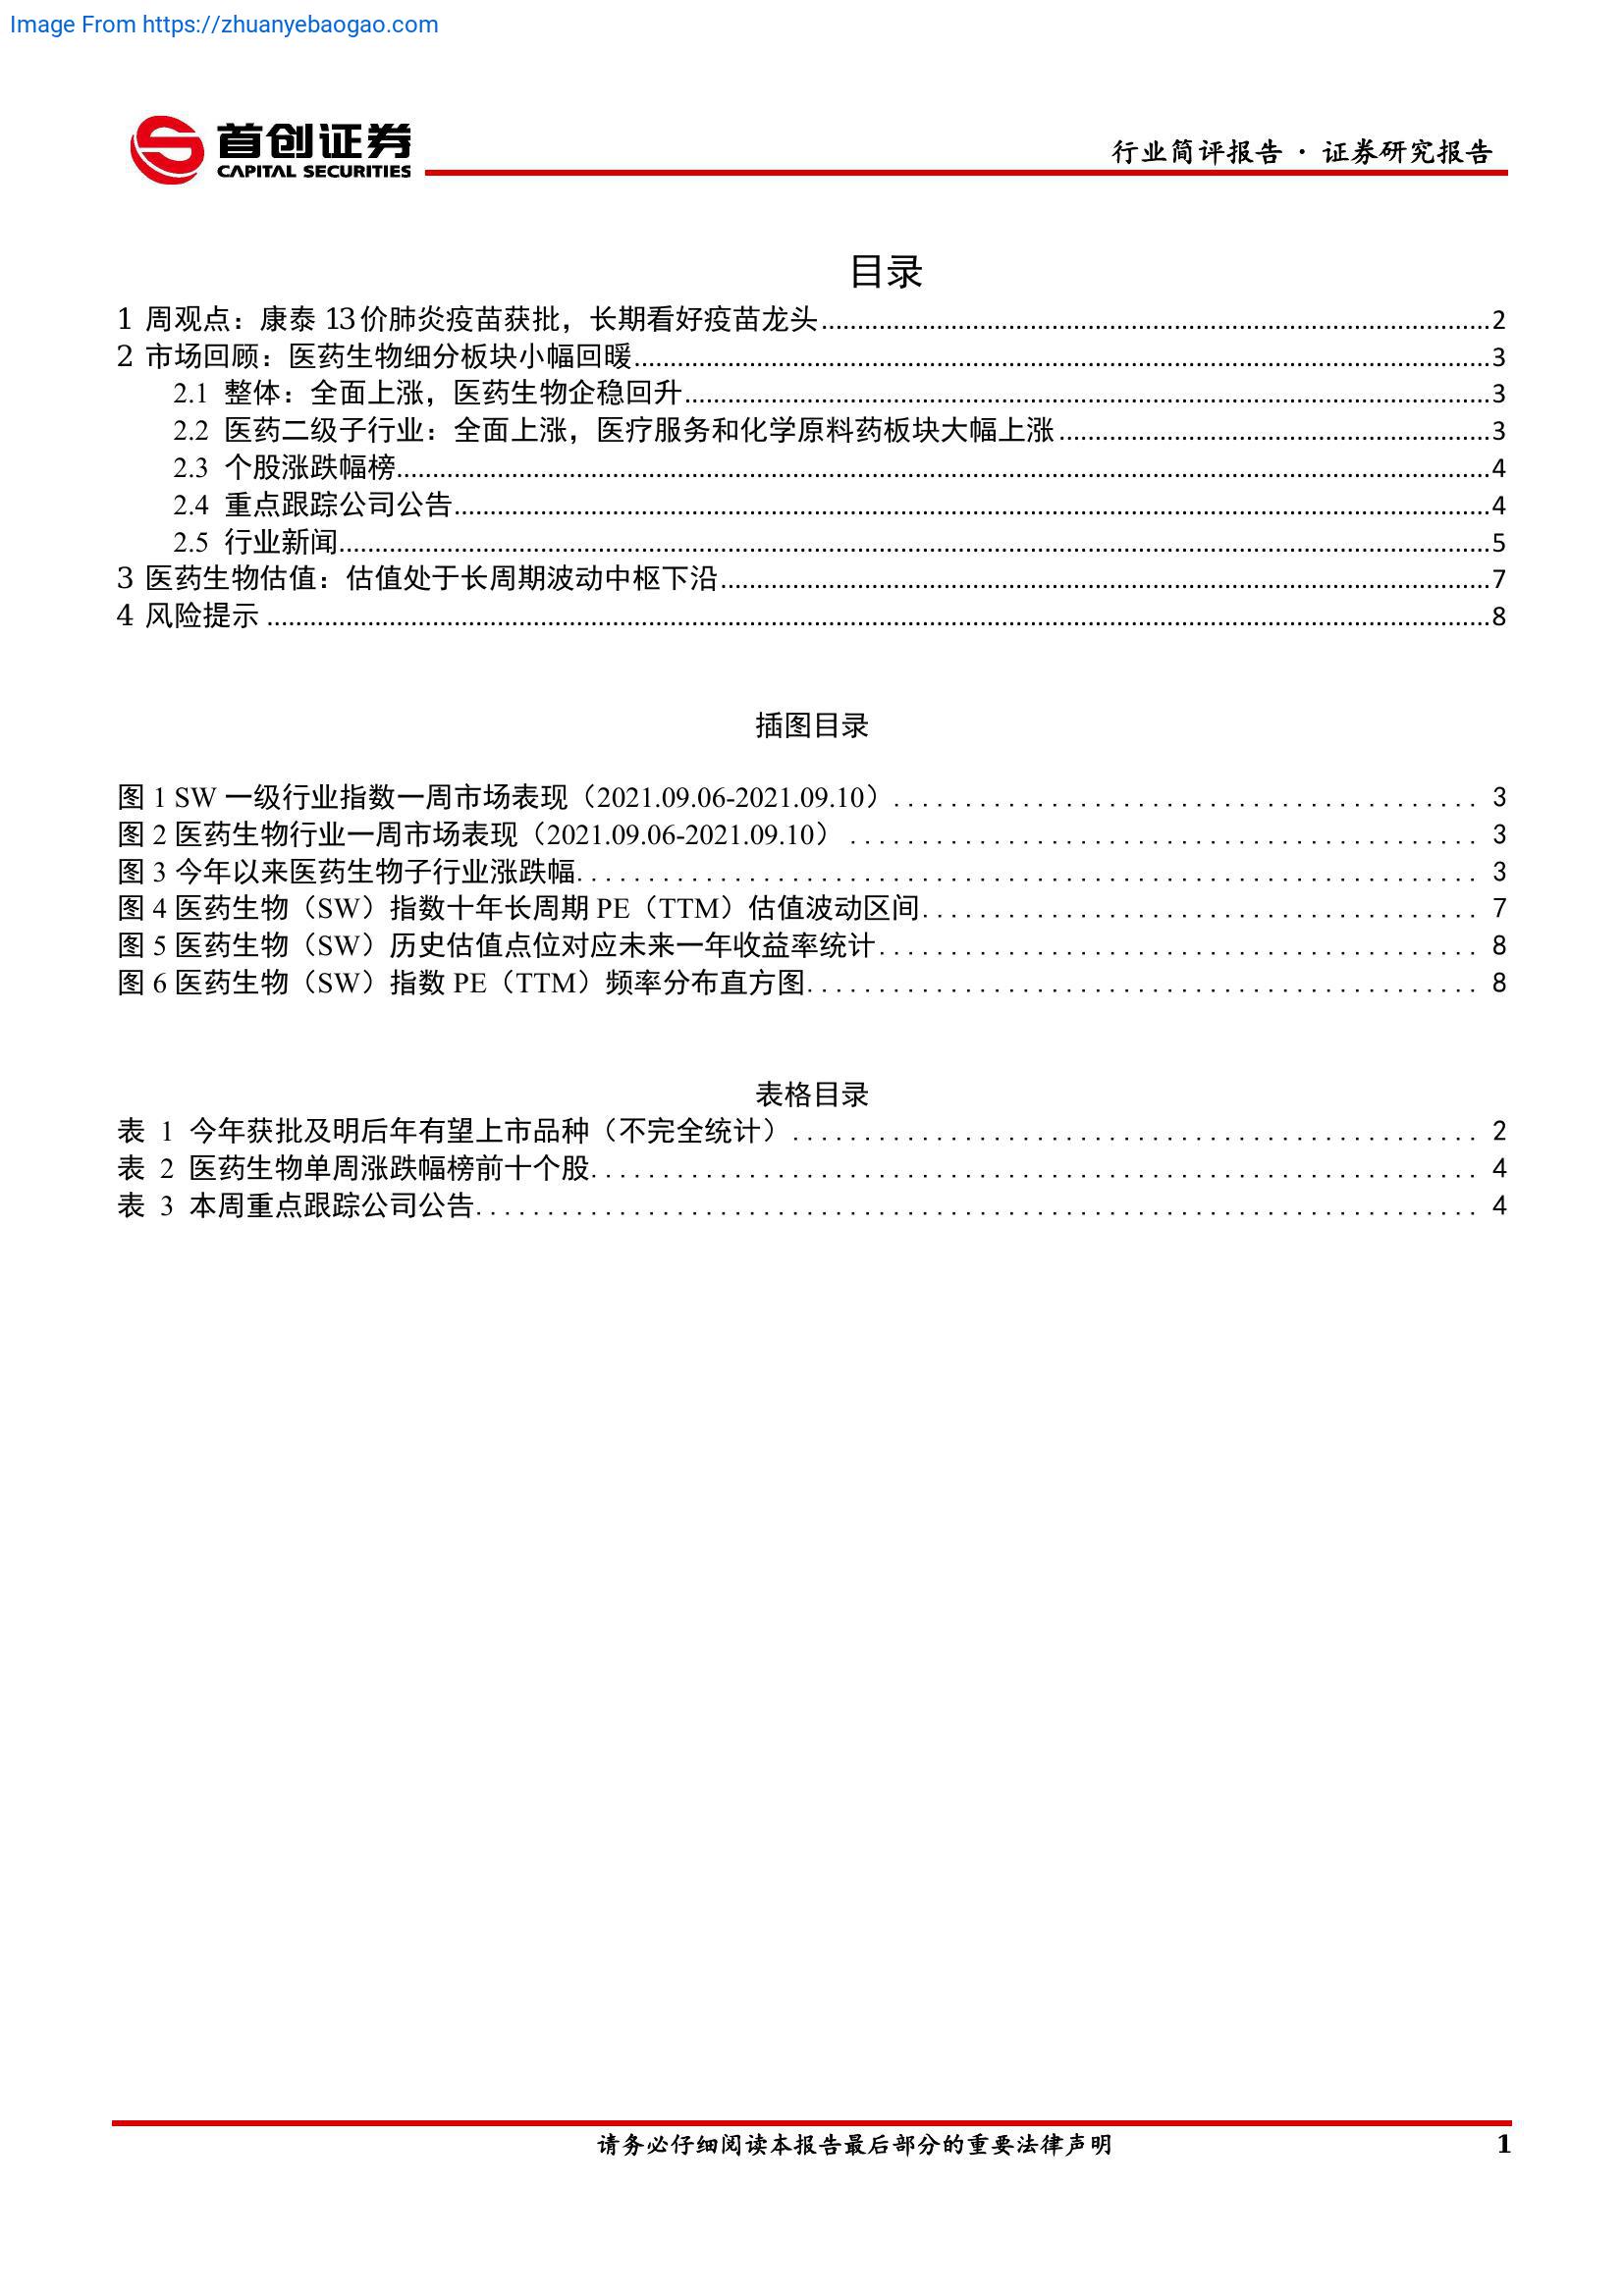 Image From https://zhuanyebaogao.com
首创证券
CAPITAL SECURITIES
行业简评报告·证券研究报告
目录
1 周观点：康泰 13 价肺炎疫苗获批，长期看好疫苗龙头...............2
2 市场回顾：医药生物细分板块小幅回暖...............3
2.1 整体：全面上涨，医药生物企稳回升...............3
2.2 医药二级子行业：全面上涨，医疗服务和化学原料药板块大幅上涨...............3
2.3 个股涨跌幅榜...............4
2.4 重点跟踪公司公告...............4
2.5 行业新闻...............5
3 医药生物估值：估值处于长周期波动中枢下沿...............7
4 风险提示 ...............8
插图目录
图 1 SW 一级行业指数一周市场表现（2021.09.06-2021.09.10）............... 3
图 2 医药生物行业一周市场表现（2021.09.06-2021.09.10） ............... 3
图 3 今年以来医药生物子行业涨跌幅............... 3
图 4 医药生物（SW）指数十年长周期 PE（TTM）估值波动区间............... 7
图 5 医药生物（SW）历史估值点位对应未来一年收益率统计............... 8
图 6 医药生物（SW）指数 PE（TTM）频率分布直方图............... 8
表格目录
表 1 今年获批及明后年有望上市品种（不完全统计）............... 2
表 2 医药生物单周涨跌幅榜前十个股............... 4
表 3 本周重点跟踪公司公告............... 4
请务必仔细阅读本报告最后部分的重要法律声明
1